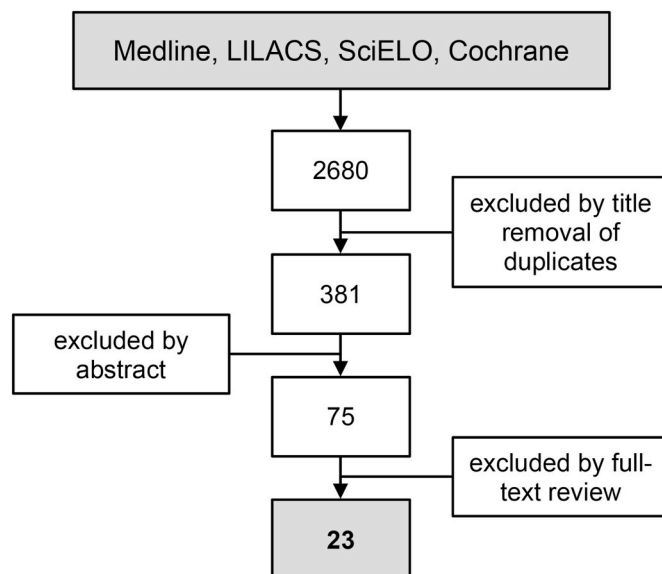 Medline, LILACS, SciELO, Cochrane
2680
excluded by title
removal of
duplicates
381
excluded by
abstract
75
excluded by full-
text review
23